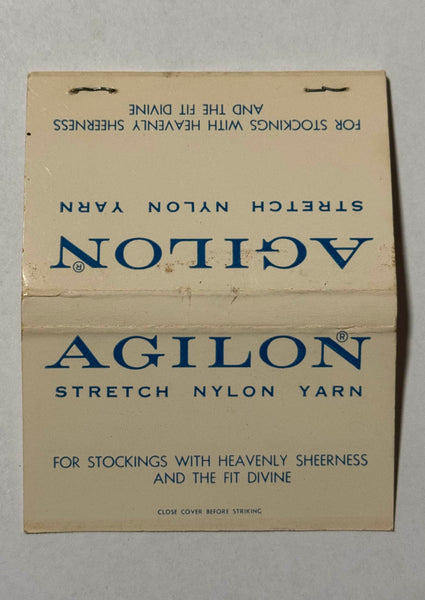 FOR STOCKINGS WITH HEAVENLY SHEERNESS
AND THE FIT DIVINE
STRETCH NYLON YARN
AGILON®
AGILON®
STRETCH NYLON YARN
FOR STOCKINGS WITH HEAVENLY SHEERNESS
AND THE FIT DIVINE
CLOSE COVER BEFORE STRIKING